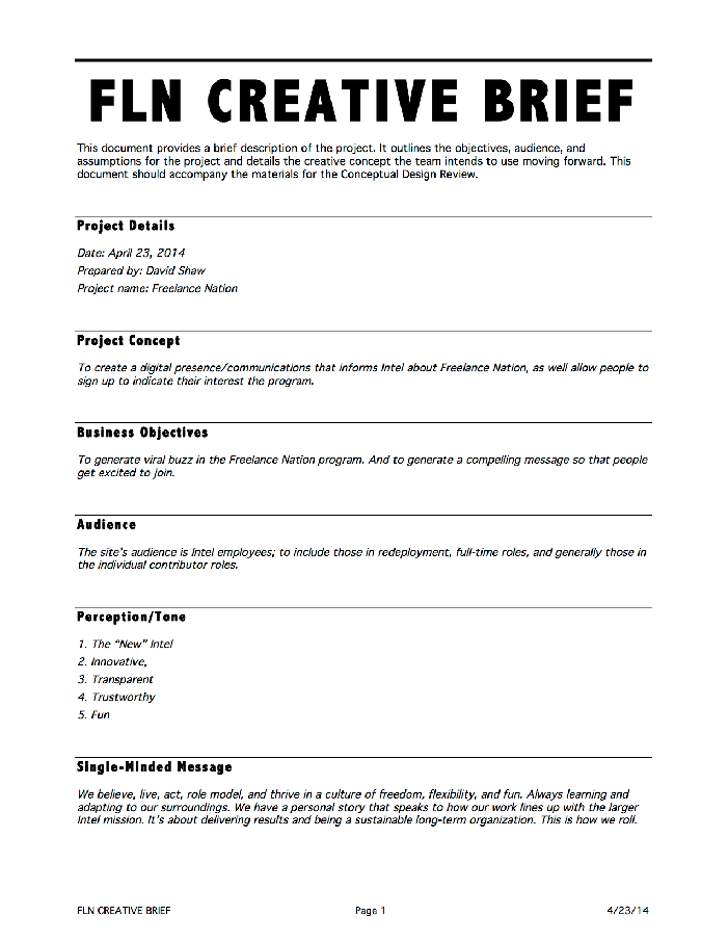 FLN CREATIVE BRIEF
This document provides a brief description of the project. It outlines the objectives, audience, and
assumptions for the project and details the creative concept the team intends to use moving forward. This
document should accompany the materials for the Conceptual Design Review.
Project Details
Date: April 23, 2014
Prepared by: David Shaw
Project name: Freelance Nation
Project Concept
To create a digital presence/communications that informs Intel about Freelance Nation, as well allow people to
sign up to indicate their interest the program.
Business Objectives
To generate viral buzz in the Freelance Nation program. And to generate a compelling message so that people
get excited to join.
Audience
The site's audience is Intel employees; to include those in redeployment, full-time roles, and generally those in
the individual contributor roles.
Perception/Tone
1. The “New” Intel
2. Innovative,
3. Transparent
4. Trustworthy
5. Fun
Single-Minded Message
We believe, live, act, role model, and thrive in a culture of freedom, flexibility, and fun. Always learning and
adapting to our surroundings. We have a personal story that speaks to how our work lines up with the larger
Intel mission. It's about delivering results and being a sustainable long-term organization. This is how we roll.
FLN CREATIVE BRIEF Page 1 4/23/14